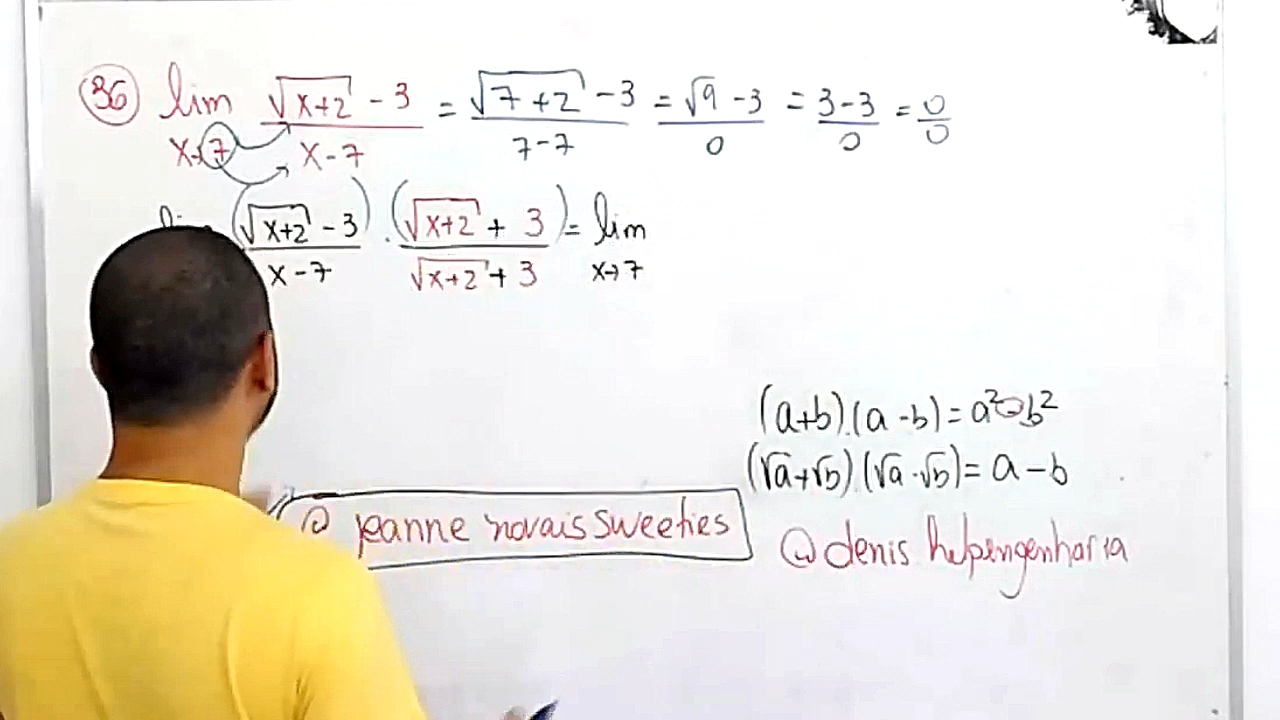 36 lim x→7 (√(x+2) - 3)/(x-7) = (√(7+2) - 3)/(7-7) = (√9 - 3)/0 = (3-3)/0 = 0/0
(√(x+2) - 3)/(x-7) . (√(x+2) + 3)/(√(x+2) + 3) = lim x→7
(a+b).(a-b) = a² - b²
(√a+√b).(√a-√b) = a - b
@ jeanne novais sweeties
@denis.helpengenharia